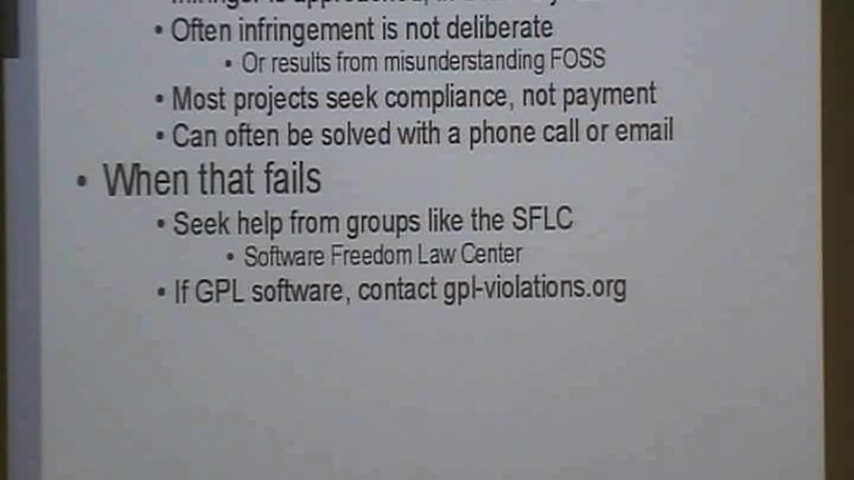 • Often infringement is not deliberate
• Or results from misunderstanding FOSS
• Most projects seek compliance, not payment
• Can often be solved with a phone call or email
• When that fails
• Seek help from groups like the SFLC
• Software Freedom Law Center
• If GPL software, contact gpl-violations.org